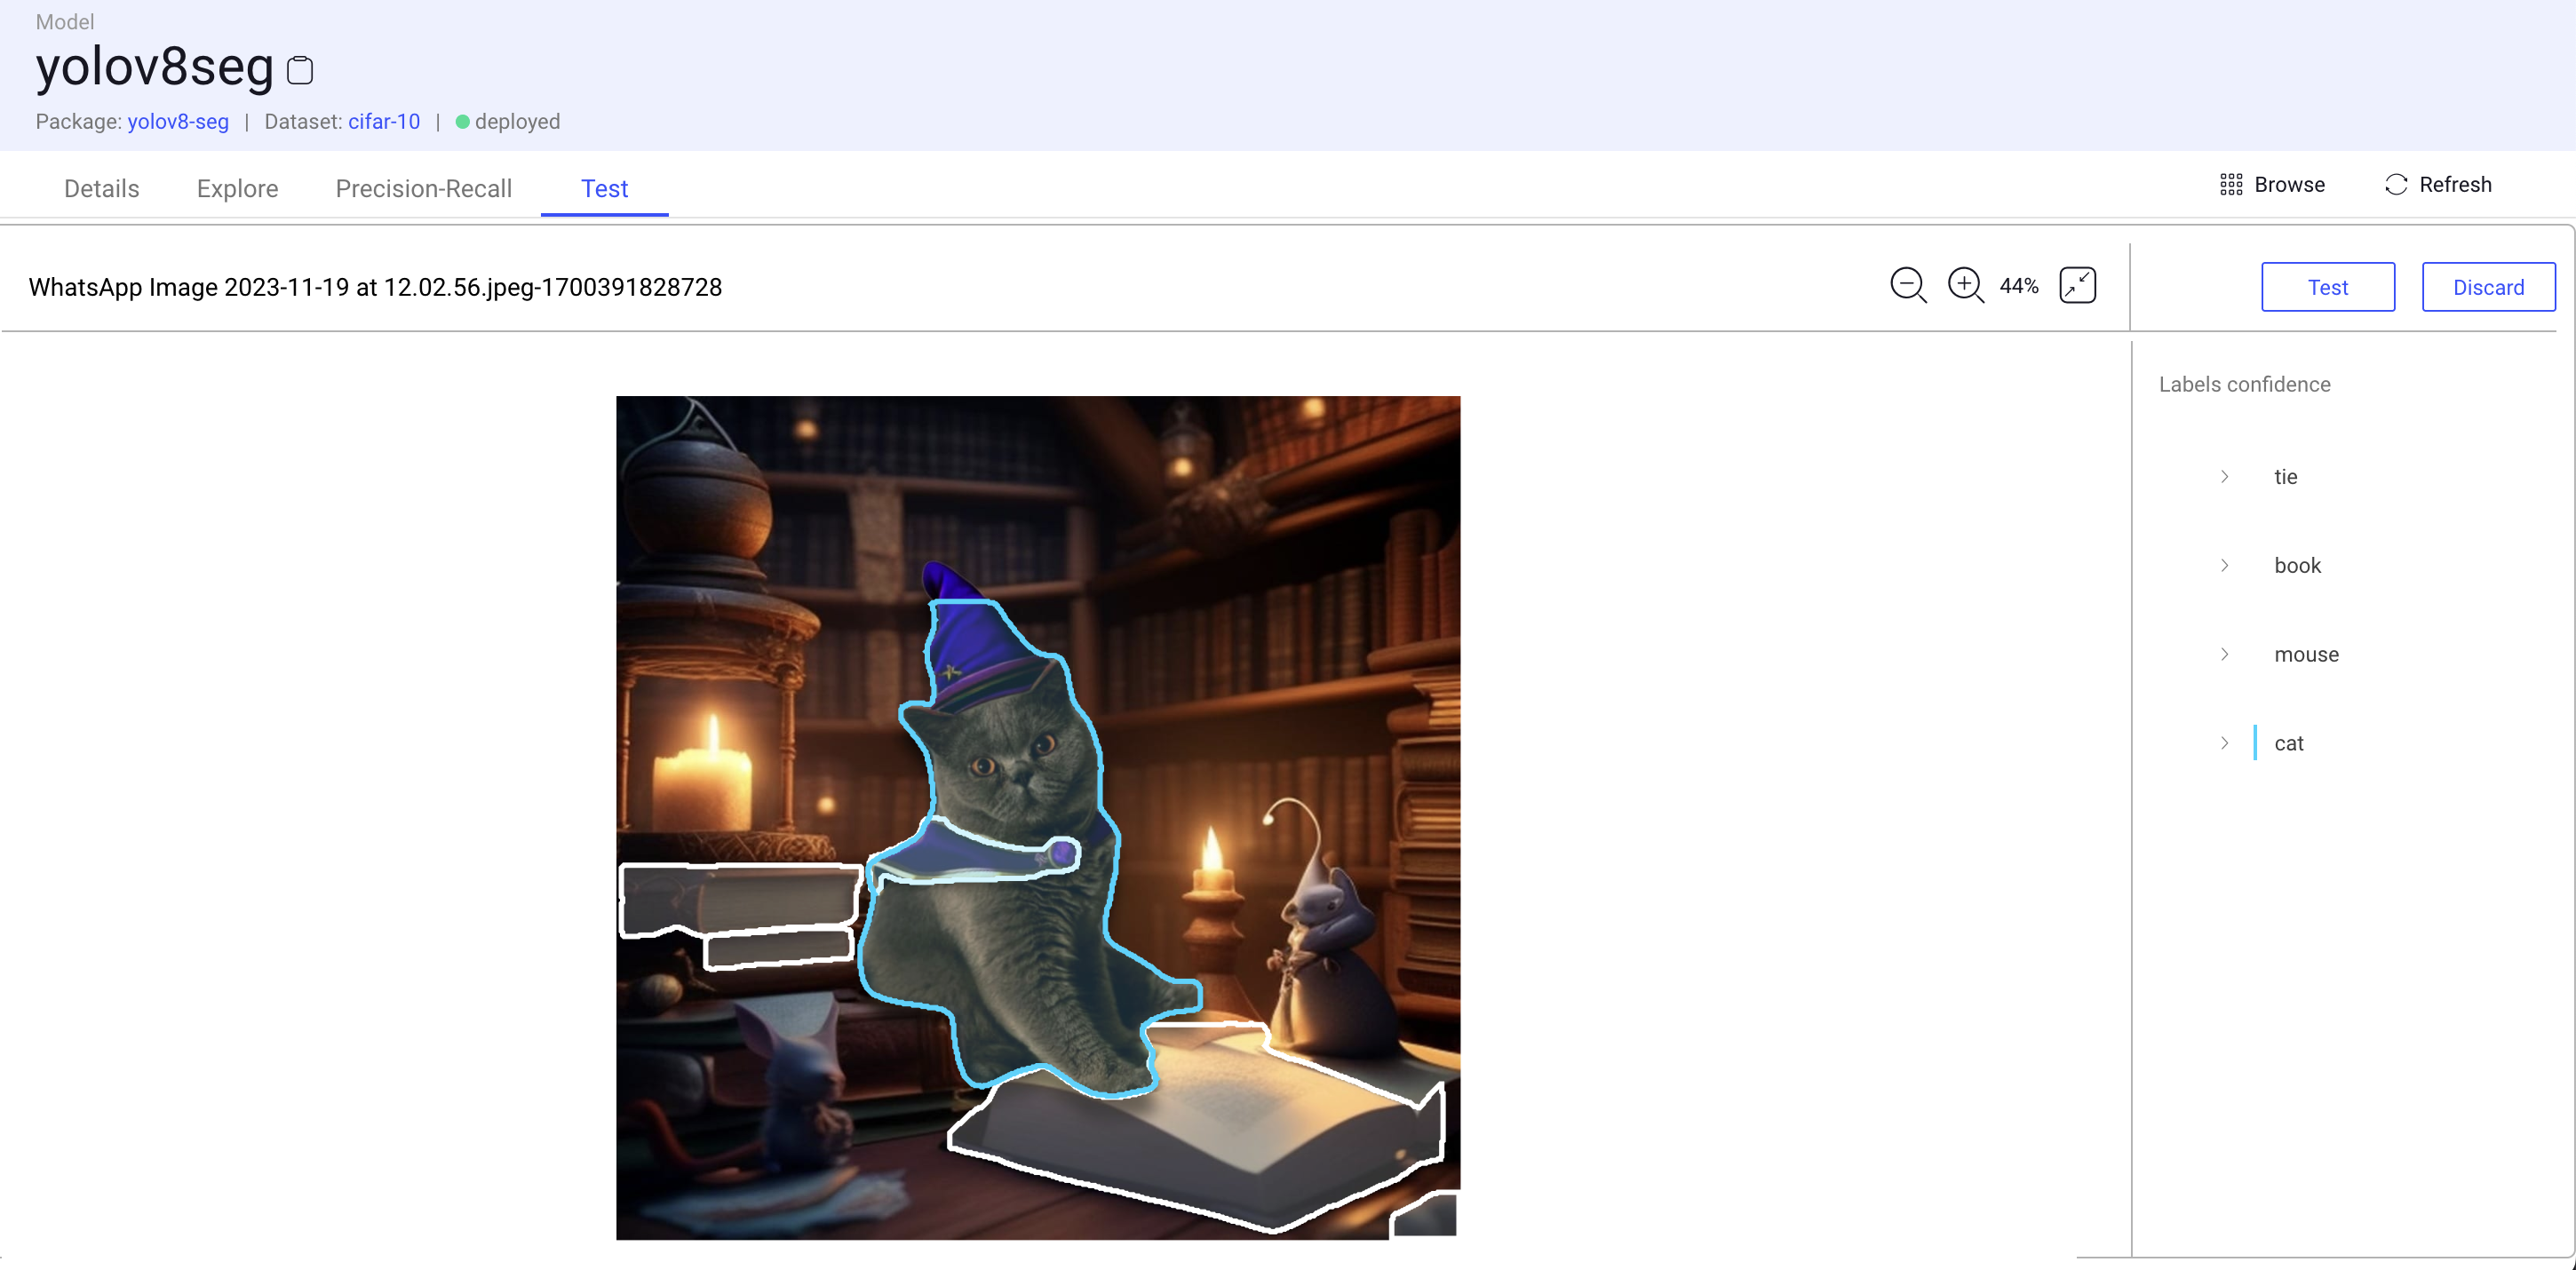 Model
yolov8seg
Package: yolov8-seg | Dataset: cifar-10 | deployed
Details Explore Precision-Recall Test Browse Refresh
WhatsApp Image 2023-11-19 at 12.02.56.jpeg-1700391828728 44% Test Discard
Labels confidence
tie
book
mouse
cat